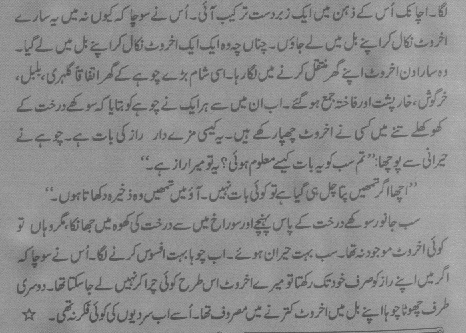 لگا۔ اچانک اُس کے ذہن میں ایک زبردست ترکیب آئی۔ اُس نے سوچا کہ کیوں نہ میں یہ سارے
اخروٹ نکال کر اپنے بل میں لے جاؤں۔ چناں چہ وہ ایک ایک اخروٹ نکال کر اپنے بل میں لے گیا۔
وہ سارا دن اخروٹ اپنے گھر منتقل کرنے میں لگا رہا۔ اسی شام بڑے چوہے کے گھر اتفاقاً گلہری، بلبل،
خرگوش، خارپشت اور فاختہ جمع ہو گئے۔ اب ان میں سے ہر ایک نے چوہے کو بتایا کہ سوکھے درخت کے
کھوکھلے تنے میں کسی نے اخروٹ چھپا رکھے ہیں۔ یہ کیسی مزے دار راز کی بات ہے۔ چوہے نے
حیرانی سے پوچھا: ’’تم سب کو یہ بات کیسے معلوم ہوئی؟ یہ تو میرا راز ہے۔‘‘
’’اچھا اگر تمھیں پتا چل ہی گیا ہے تو کوئی بات نہیں۔ آؤ میں تمھیں وہ ذخیرہ دکھاتا ہوں۔‘‘
سب جانور سوکھے درخت کے پاس پہنچے اور سوراخ میں سے درخت کی کھوہ میں جھانکا، مگر وہاں تو
کوئی اخروٹ موجود نہ تھا۔ سب بہت حیران ہوئے۔ اب چوہا بہت افسوس کرنے لگا۔ اُس نے سوچا کہ
اگر میں اپنے راز کو صرف خود تک رکھتا تو میرے اخروٹ اس طرح کوئی چرا کر نہیں لے جا سکتا تھا۔ دوسری
طرف چھوٹا چوہا اپنے بل میں اخروٹ کترنے میں مصروف تھا۔ اُسے اب سردیوں کی کوئی فکر نہ تھی۔ ☆